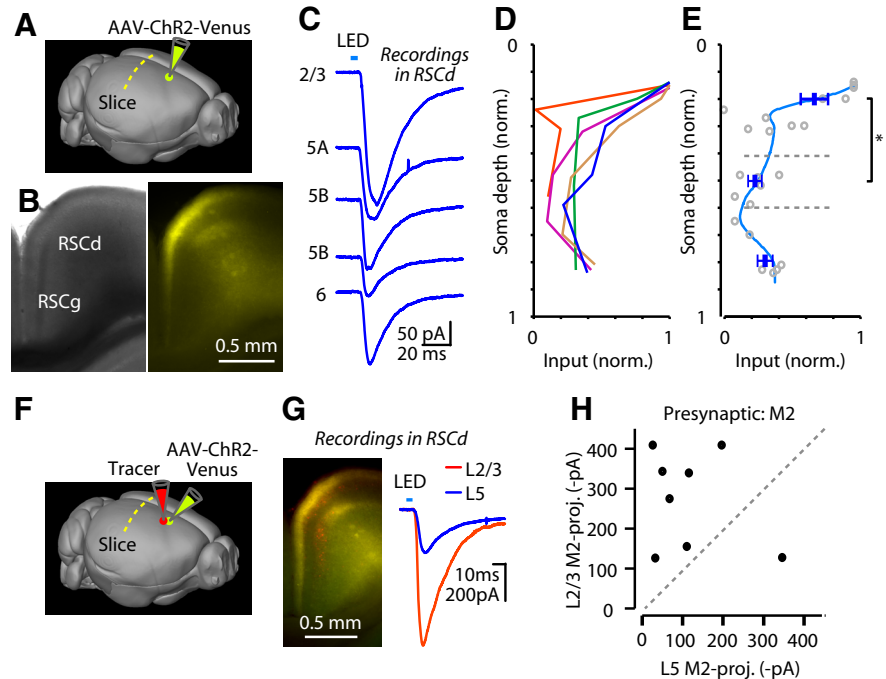 A
AAV-ChR2-Venus
Slice
B
RSCd
RSCg
0.5 mm
C
LED
Recordings
in RSCd
2/3
5A
5B
5B
6
50 pA
20 ms
D
0
Soma depth (norm.)
1
0
1
Input (norm.)
E
0
Soma depth (norm.)
*
1
0
1
Input (norm.)
F
Tracer
AAV-ChR2-
Venus
Slice
G
Recordings in RSCd
LED
L2/3
L5
10ms
200pA
0.5 mm
H
Presynaptic: M2
L2/3 M2-proj. (-pA)
400
300
200
100
0
0 100 200 300 400
L5 M2-proj. (-pA)